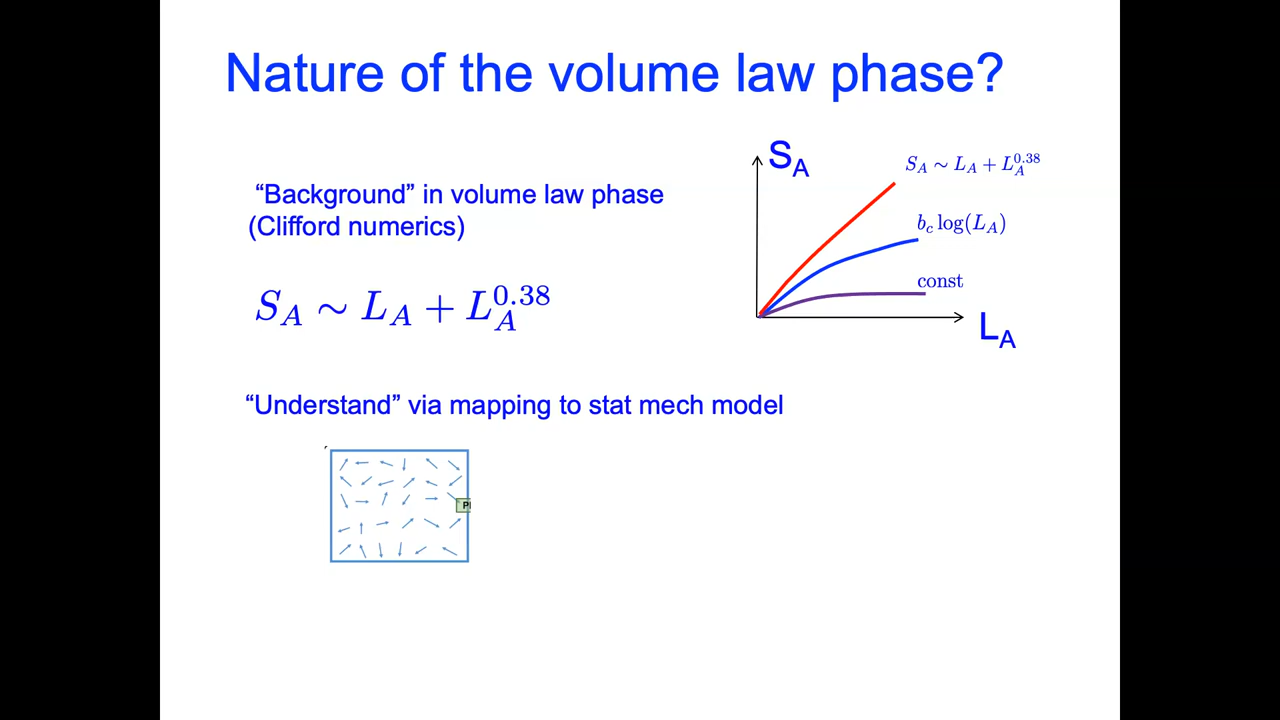 Nature of the volume law phase?
“Background” in volume law phase
(Clifford numerics)
S_A ∼ L_A + L_A^{0.38}
S_A
S_A ∼ L_A + L_A^{0.38}
b_c log(L_A)
const
L_A
“Understand” via mapping to stat mech model